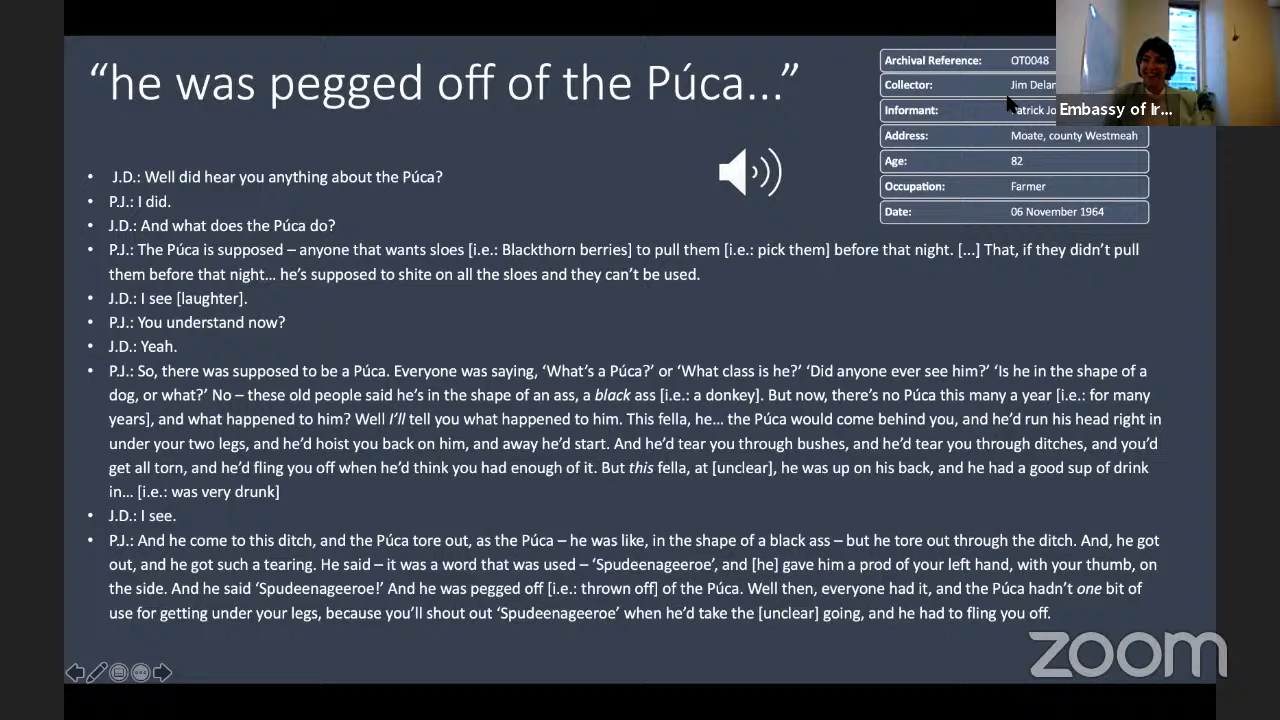 “he was pegged off of the Púca...”
Archival Reference: OT0048
Collector: Jim
Informant:
Address: Moate, county Westmeah
Age: 82
Occupation: Farmer
Date: 06 November 1964
Embassy of Ir...
• J.D.: Well did hear you anything about the Púca?
• P.J.: I did.
• J.D.: And what does the Púca do?
• P.J.: The Púca is supposed – anyone that wants sloes [i.e.: Blackthorn berries] to pull them [i.e.: pick them] before that night. [...] That, if they didn’t pull
them before that night… he’s supposed to shite on all the sloes and they can’t be used.
• J.D.: I see [laughter].
• P.J.: You understand now?
• J.D.: Yeah.
• P.J.: So, there was supposed to be a Púca. Everyone was saying, ‘What’s a Púca?’ or ‘What class is he?’ ‘Did anyone ever see him?’ ‘Is he in the shape of a
dog, or what?’ No – these old people said he’s in the shape of an ass, a black ass [i.e.: a donkey]. But now, there’s no Púca this many a year [i.e.: for many
years], and what happened to him? Well I’ll tell you what happened to him. This fella, he… the Púca would come behind you, and he’d run his head right in
under your two legs, and he’d hoist you back on him, and away he’d start. And he’d tear you through bushes, and he’d tear you through ditches, and you’d
get all torn, and he’d fling you off when he’d think you had enough of it. But this fella, at [unclear], he was up on his back, and he had a good sup of drink
in… [i.e.: was very drunk]
• J.D.: I see.
• P.J.: And he come to this ditch, and the Púca tore out, as the Púca – he was like, in the shape of a black ass – but he tore out through the ditch. And, he got
out, and he got such a tearing. He said – it was a word that was used – ‘Spudeenageeroe’, and [he] gave him a prod of your left hand, with your thumb, on
the side. And he said ‘Spudeenageeroe!’ And he was pegged off [i.e.: thrown off] of the Púca. Well then, everyone had it, and the Púca hadn’t one bit of
use for getting under your legs, because you’ll shout out ‘Spudeenageeroe’ when he’d take the [unclear] going, and he had to fling you off.
zoom